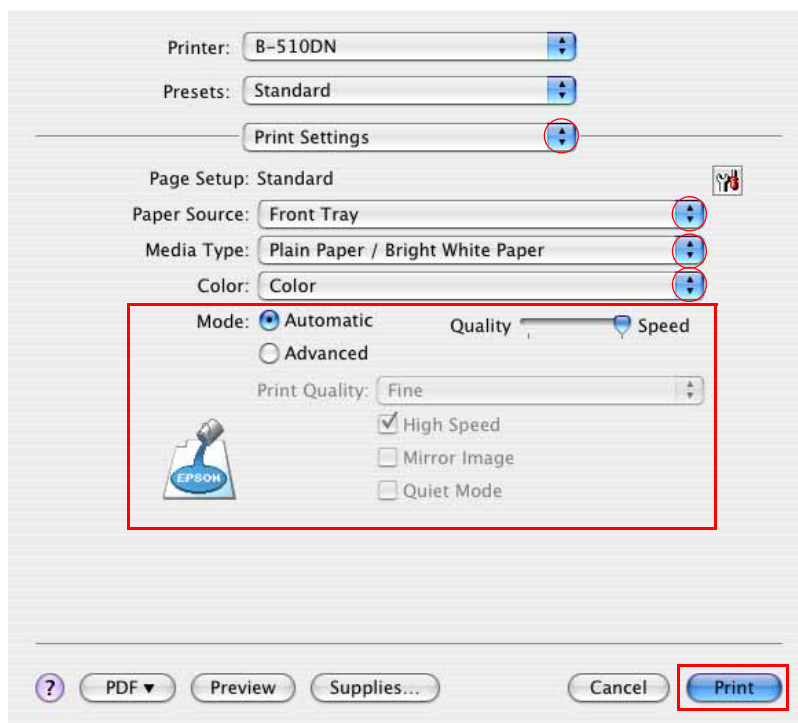 Printer: B-510DN
Presets: Standard
Print Settings
Page Setup: Standard
Paper Source: Front Tray
Media Type: Plain Paper / Bright White Paper
Color: Color
Mode: Automatic Quality Speed
Advanced
Print Quality: Fine
High Speed
Mirror Image
EPSON
Quiet Mode
? PDF▼ Preview Supplies... Cancel Print